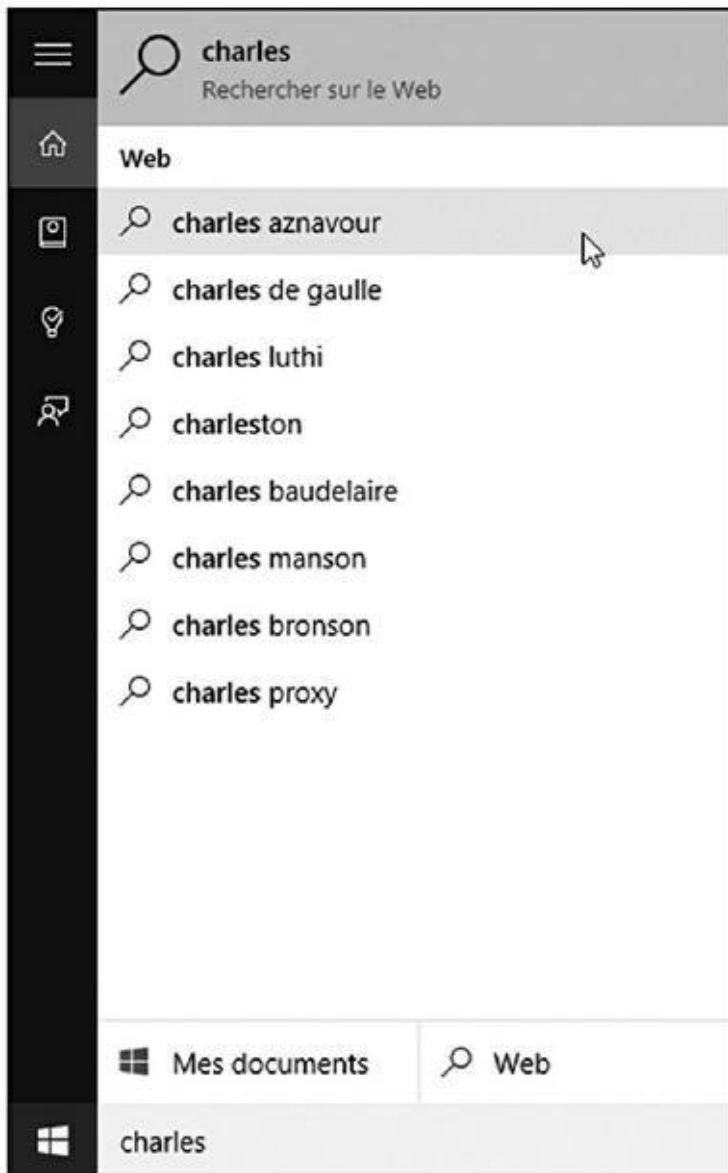 charles
Rechercher sur le Web
Web
charles aznavour
charles de gaulle
charles luthi
charleston
charles baudelaire
charles manson
charles bronson
charles proxy
Mes documents
Web
charles